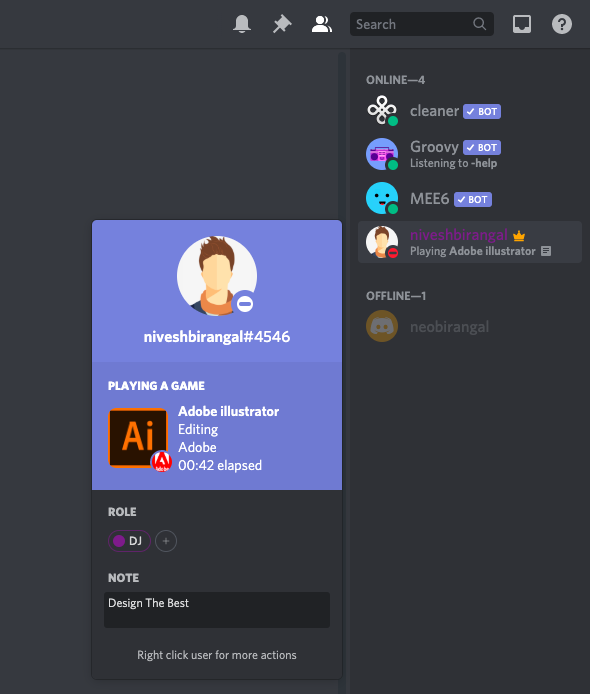 Search
ONLINE—4
cleaner BOT
Groovy BOT
Listening to -help
MEE6 BOT
niveshbirangal
Playing Adobe illustrator
OFFLINE—1
neobirangal
niveshbirangal#4546
PLAYING A GAME
Ai
Adobe
Adobe illustrator
Editing
Adobe
00:42 elapsed
ROLE
DJ
NOTE
Design The Best
Right click user for more actions